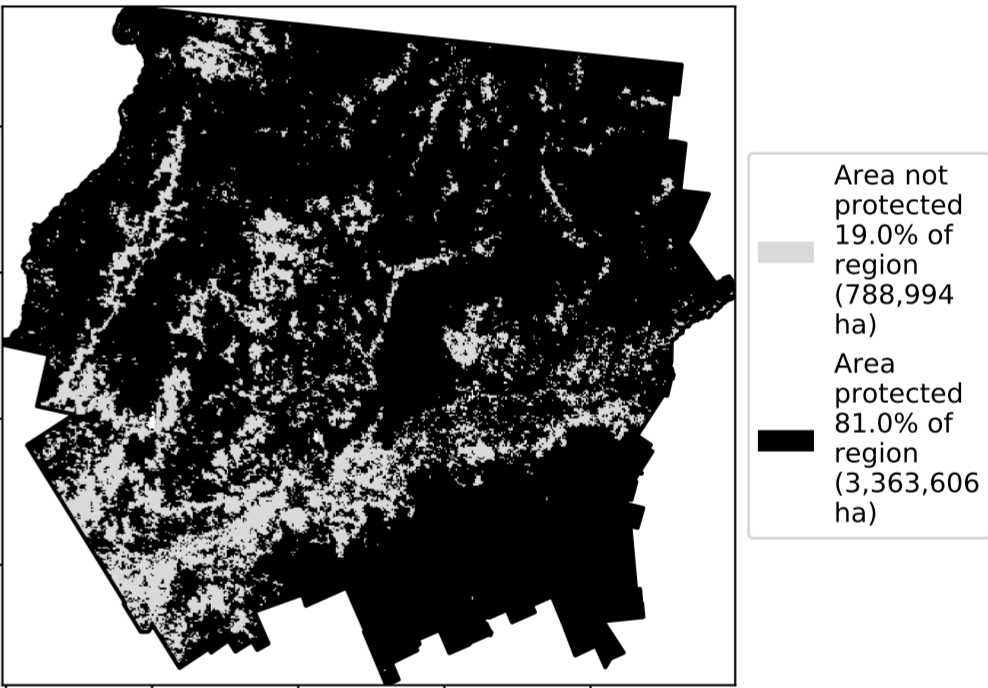 Area not
protected
19.0% of
region
(788,994
ha)
Area
protected
81.0% of
region
(3,363,606
ha)